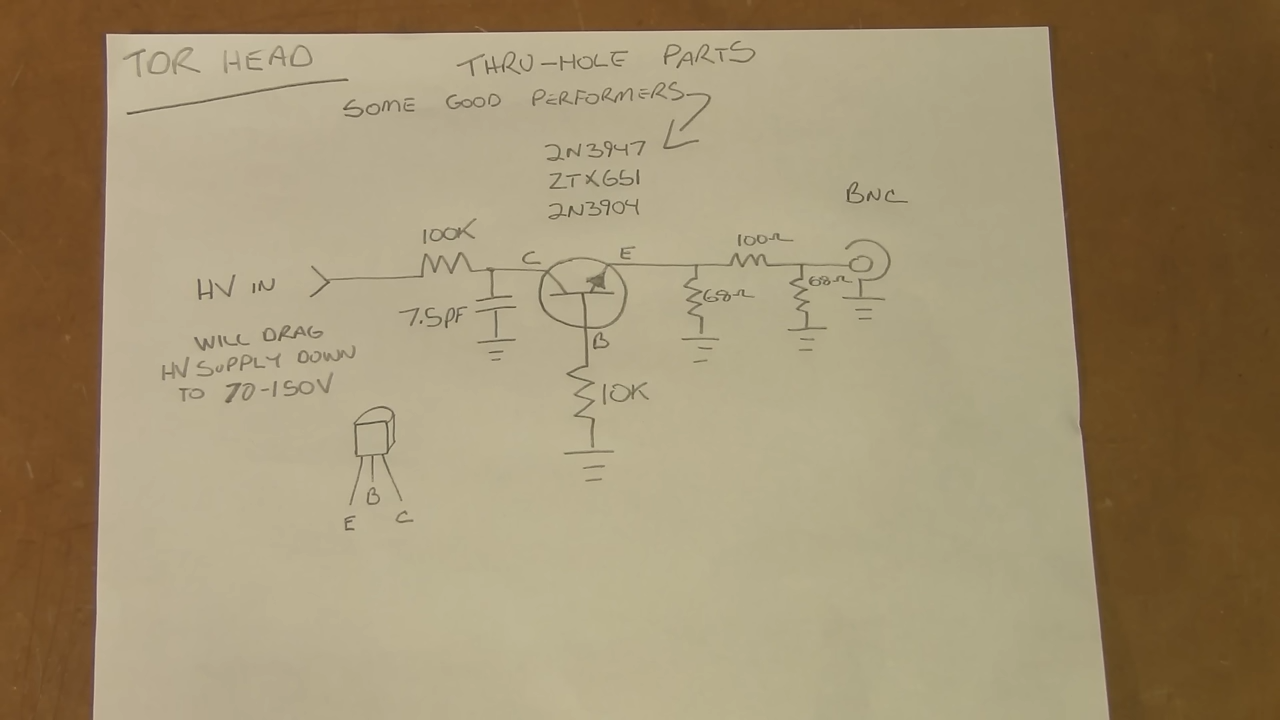 TOR HEAD
THRU-HOLE PARTS
SOME GOOD PERFORMERS
2N3947
ZTX651
2N3904
BNC
100K
C
E
100Ω
HV IN
7.5PF
68Ω
68Ω
B
WILL DRAG
HV SUPPLY DOWN
TO 70-150V
10K
B
E C